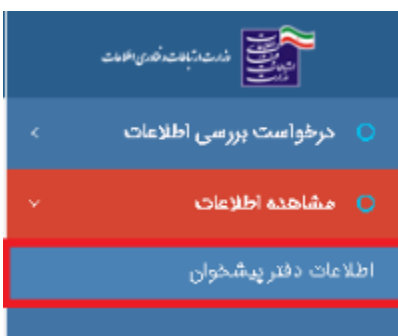 وزارت ارتباطات و فناوری اطلاعات
درخواست بررسی اطلاعات
مشاهده اطلاعات
اطلاعات دفتر پیشخوان